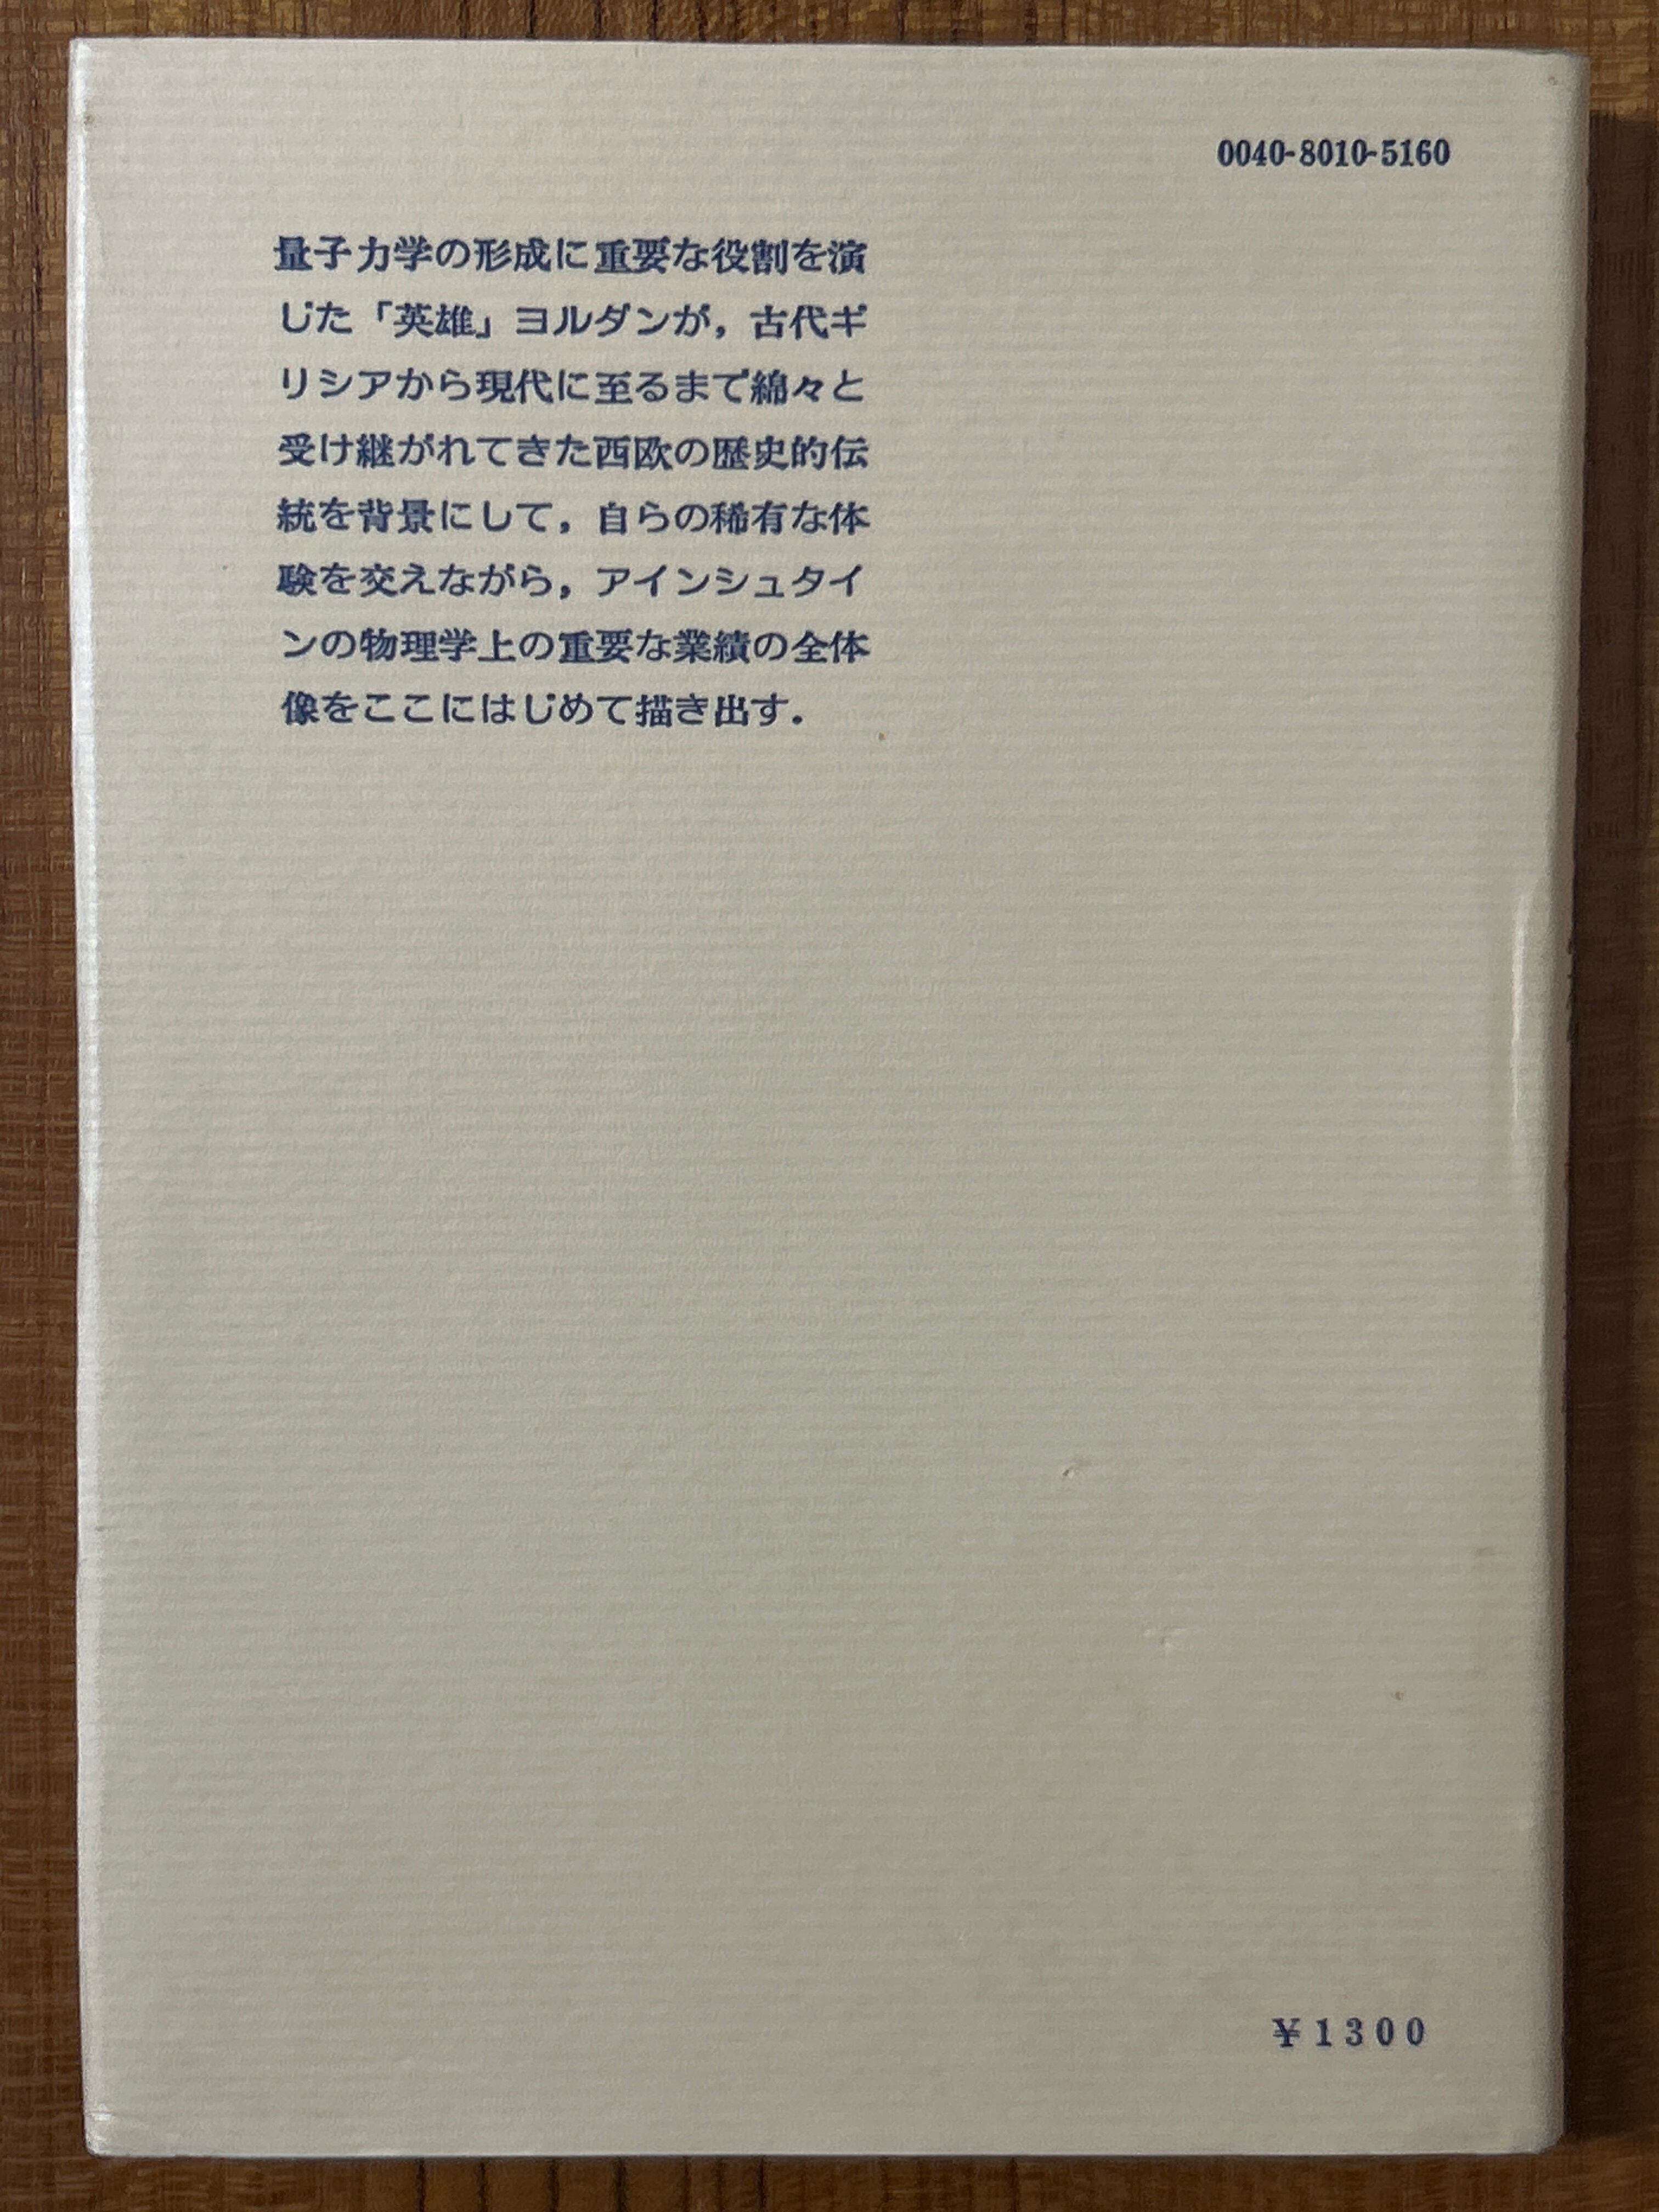 0040-8010-5160
量子力学の形成に重要な役割を演
じた「英雄」ヨルダンが，古代ギ
リシアから現代に至るまで綿々と
受け継がれてきた西欧の歴史的伝
統を背景にして，自らの稀有な体
験を交えながら，アインシュタイ
ンの物理学上の重要な業績の全体
像をここにはじめて描き出す．
¥1300